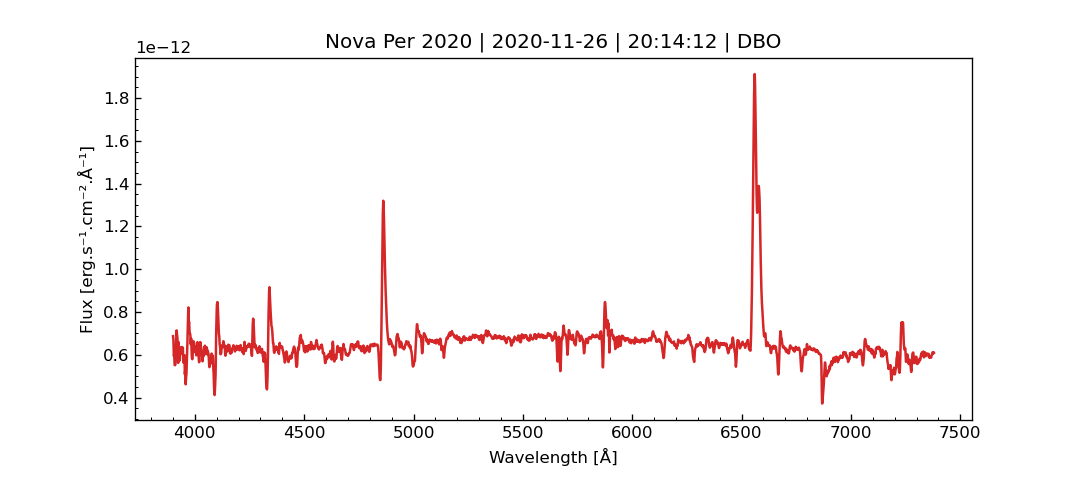 Nova Per 2020 | 2020-11-26 | 20:14:12 | DBO
1e−12
1.8
1.6
1.4
1.2
1.0
0.8
0.6
0.4
Flux [erg.s⁻¹.cm⁻².Å⁻¹]
4000 4500 5000 5500 6000 6500 7000 7500
Wavelength [Å]